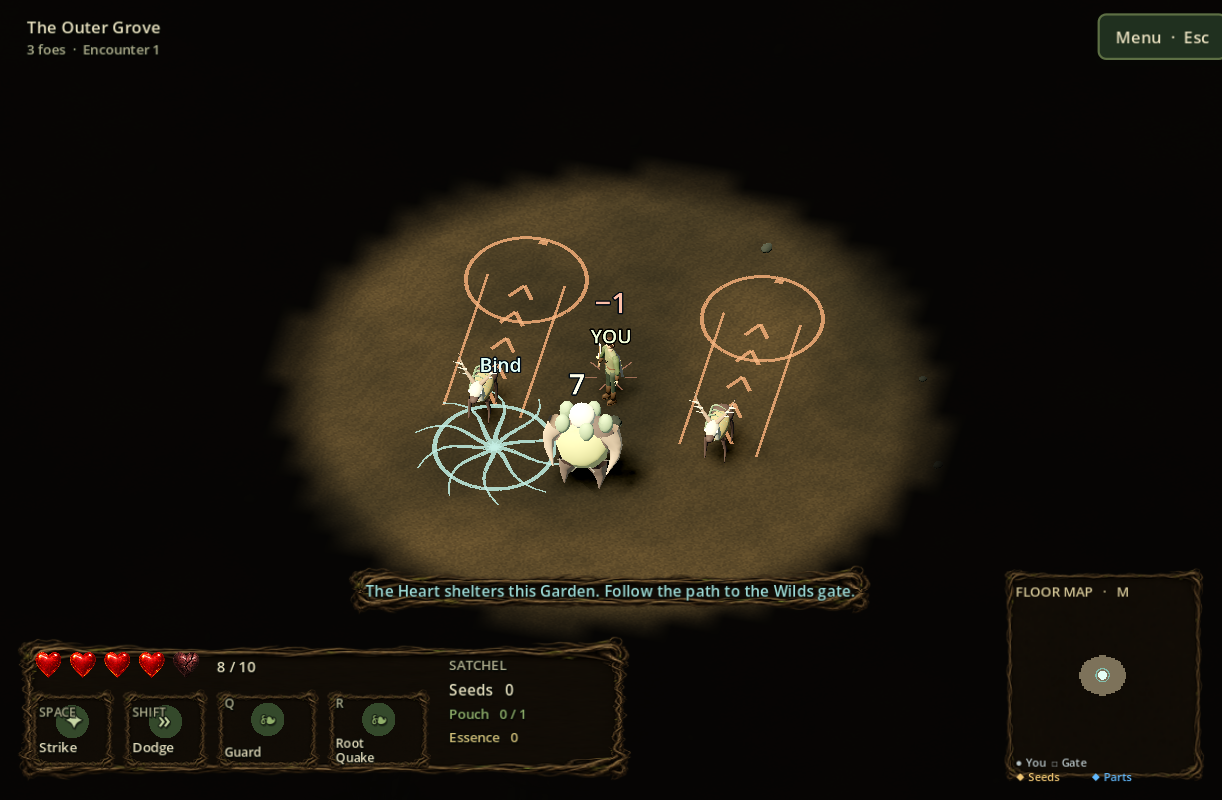 The Outer Grove
3 foes · Encounter 1
Menu · Esc
−1
YOU
Bind
7
The Heart shelters this Garden. Follow the path to the Wilds gate.
FLOOR MAP · M
8 / 10
SATCHEL
Seeds 0
Pouch 0 / 1
Essence 0
SPACE
Strike
SHIFT
Dodge
Q
Guard
R
Root
Quake
You Gate
Seeds Parts